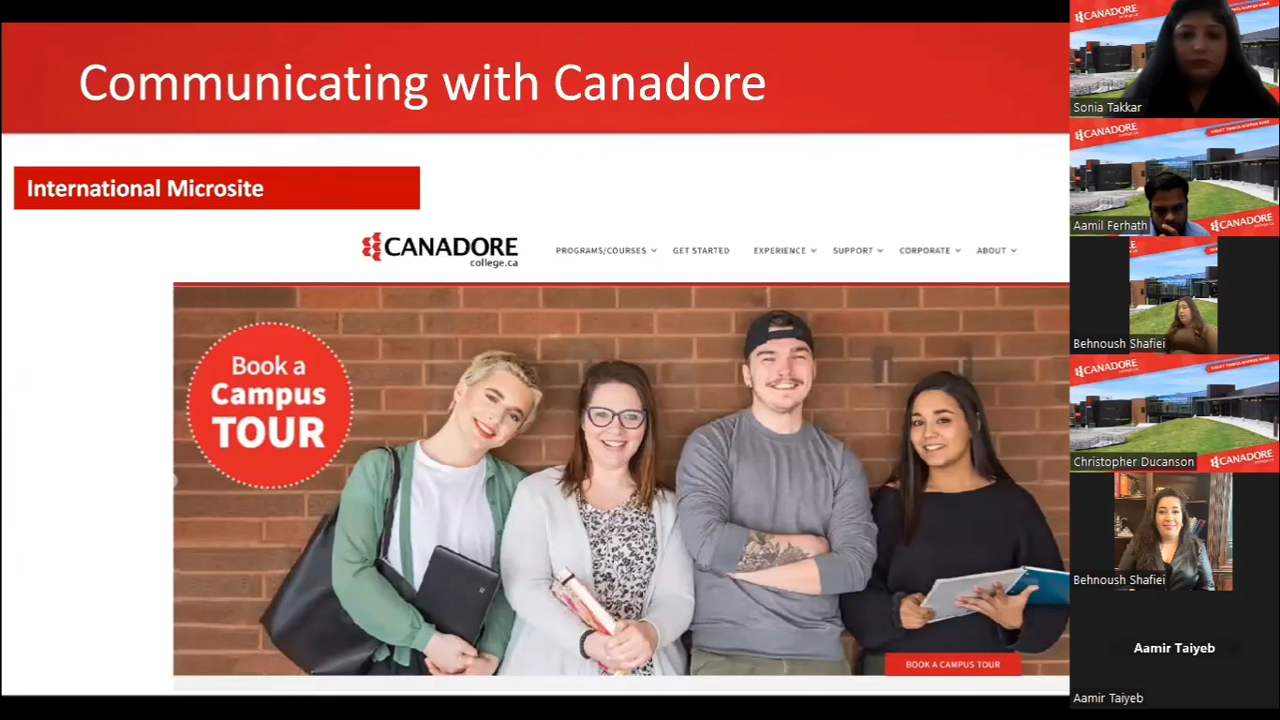 Communicating with Canadore
International Microsite
CANADORE
college.ca
PROGRAMS/COURSES GET STARTED EXPERIENCE SUPPORT CORPORATE ABOUT
Book a
Campus
TOUR
BOOK A CAMPUS TOUR
CANADORE
Sonia Takkar
CANADORE
Aamil Ferhath
CANADORE
Behnoush Shafiei
CANADORE
Christopher Ducanson
CANADORE
Behnoush Shafiei
Aamir Taiyeb
Aamir Taiyeb